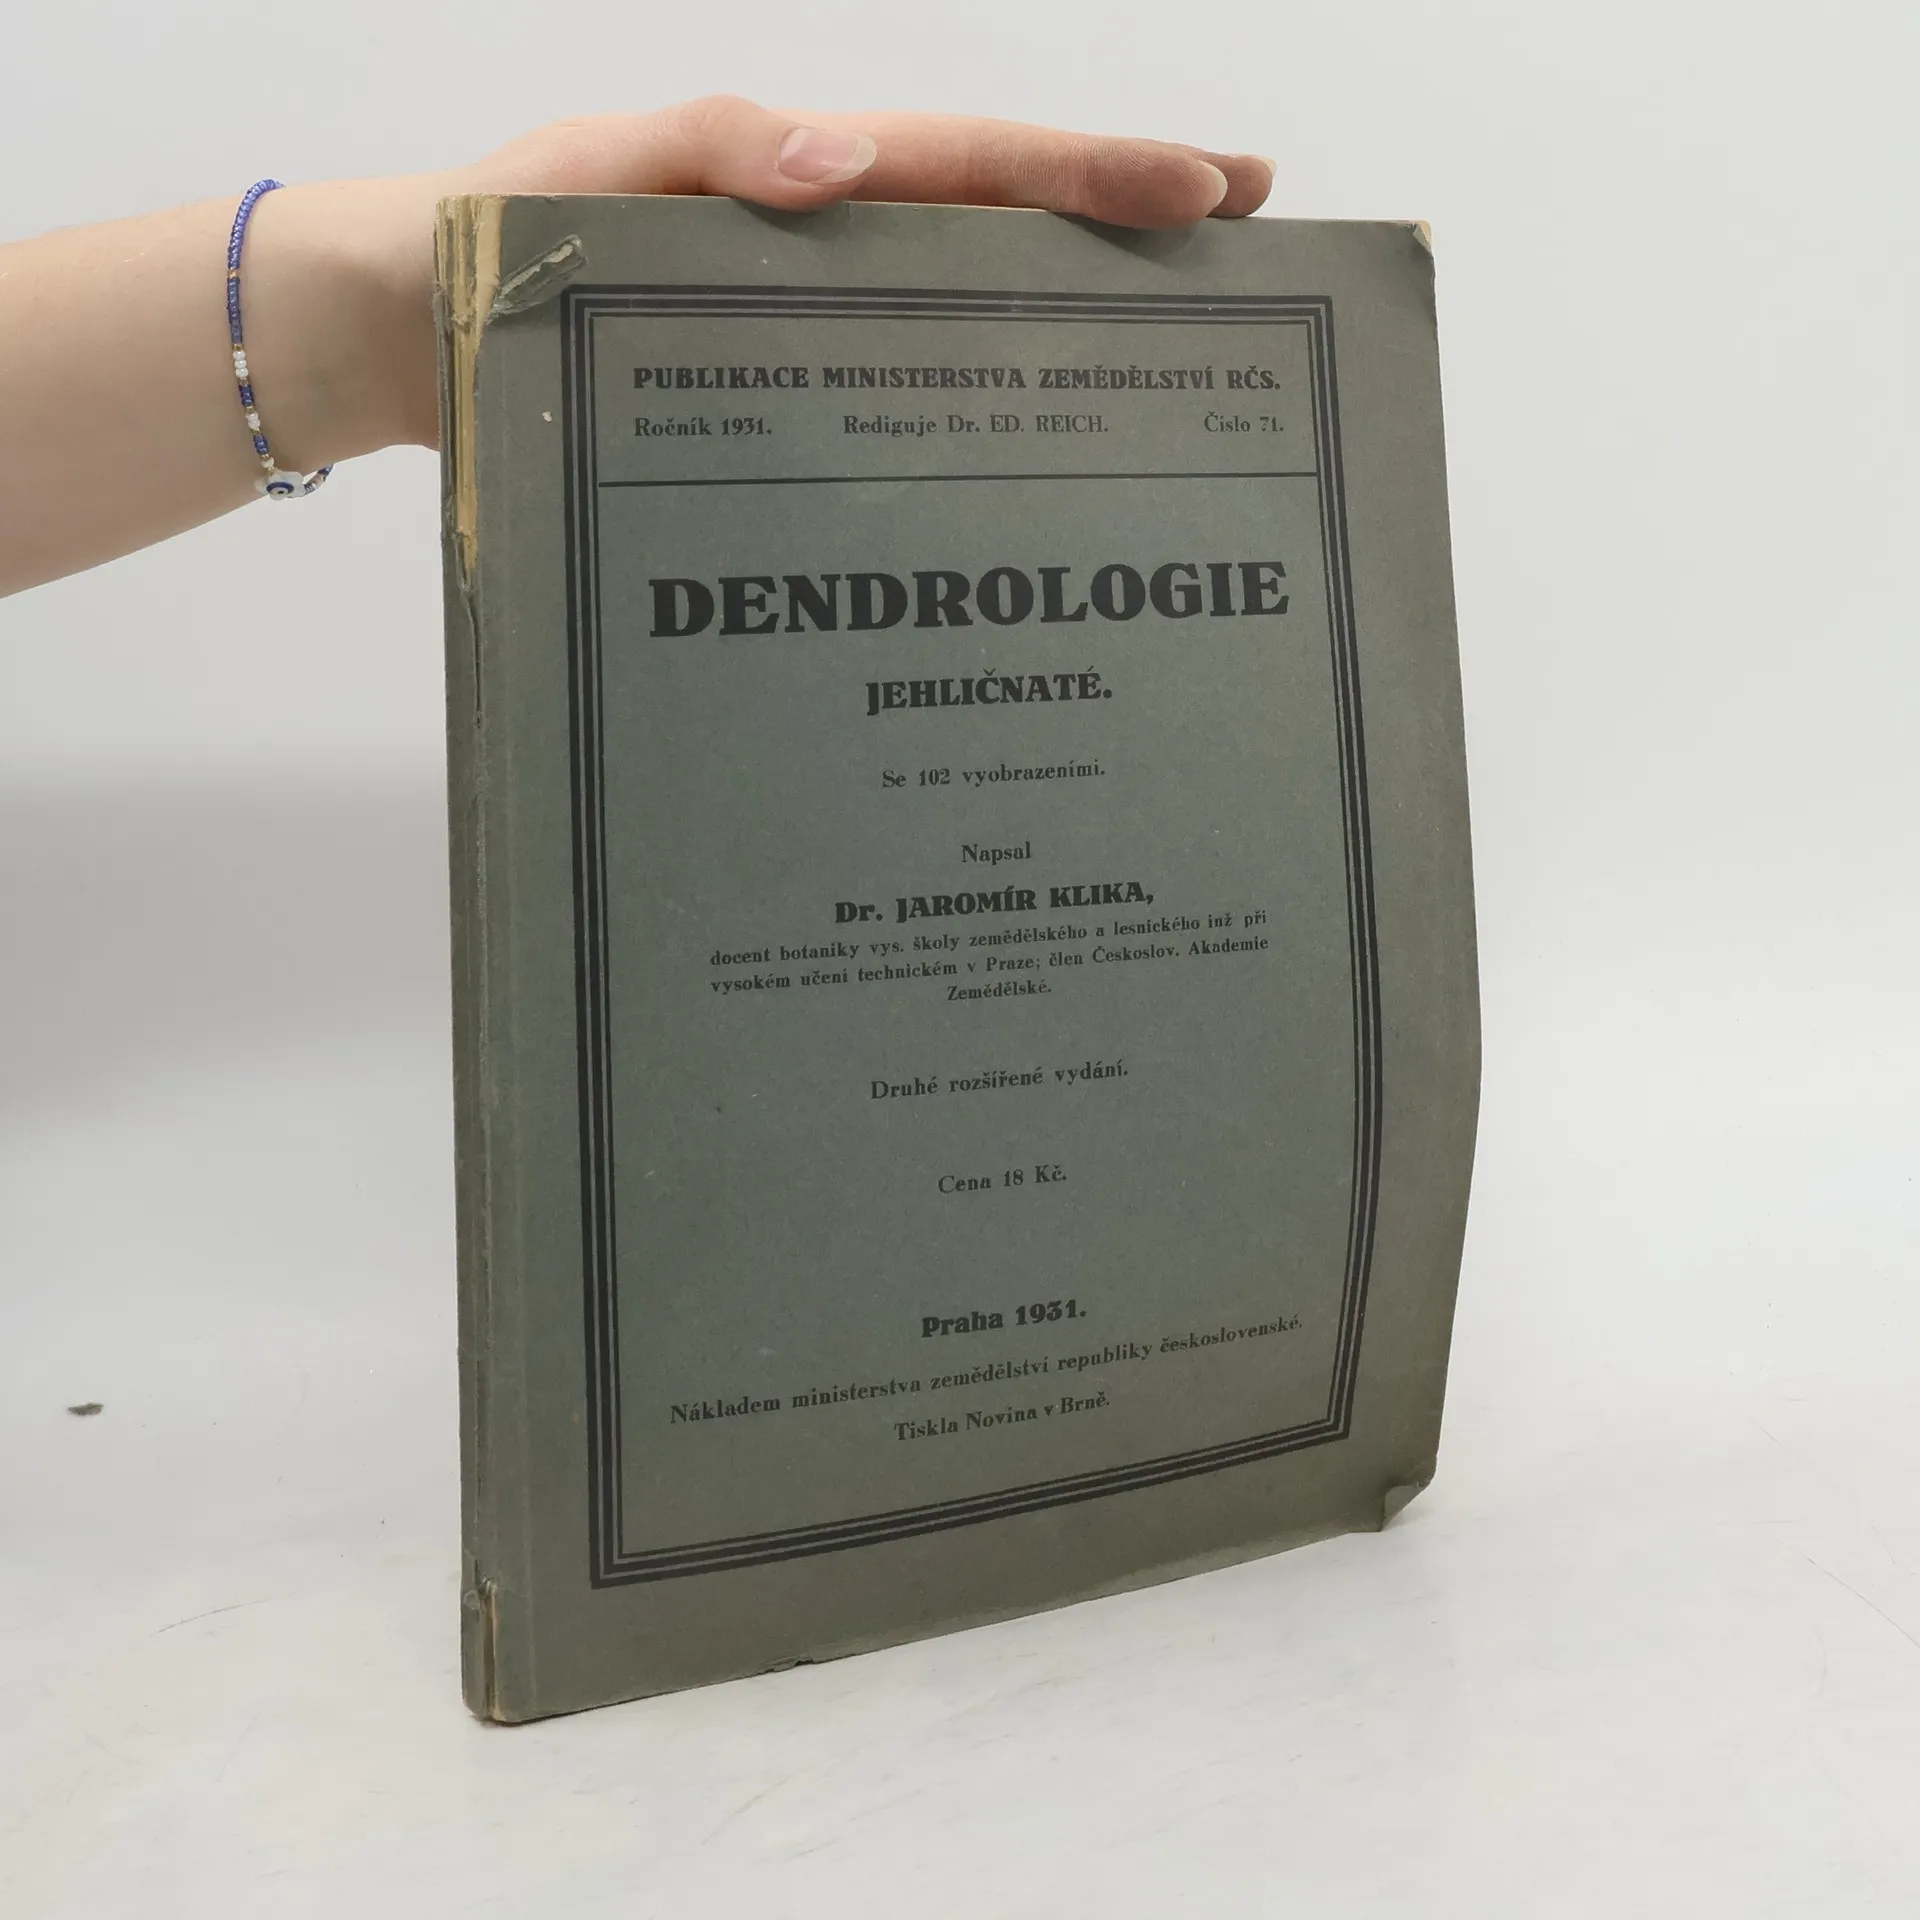 PUBLIKACE MINISTERSTVA ZEMĚDĚLSTVÍ RČS.
Ročník 1931. Rediguje Dr. ED. REICH. Číslo 71.
DENDROLOGIE
JEHLIČNATÉ.
Se 102 vyobrazeními.
Napsal
Dr. JAROMÍR KLIKA,
docent botaniky vys. školy zemědělského a lesnického inž při
vysokém učení technickém v Praze; člen Českoslov. Akademie
Zemědělské.
Druhé rozšířené vydání.
Cena 18 Kč.
Praha 1931.
Nákladem ministerstva zemědělství republiky československé.
Tiskla Novina v Brně.